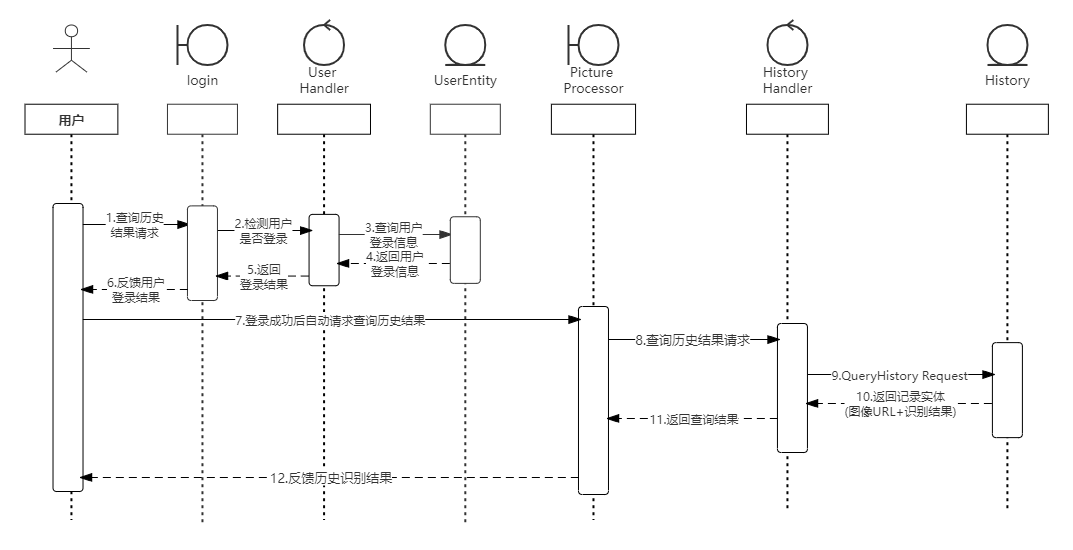 login
User
Handler
UserEntity
Picture
Processor
History
Handler
History
用户
1.查询历史
结果请求
2.检测用户
是否登录
3.查询用户
登录信息
4.返回用户
登录信息
5.返回
登录结果
6.反馈用户
登录结果
7.登录成功后自动请求查询历史结果
8.查询历史结果请求
9.QueryHistory Request
10.返回记录实体
(图像URL+识别结果)
11.返回查询结果
12.反馈历史识别结果